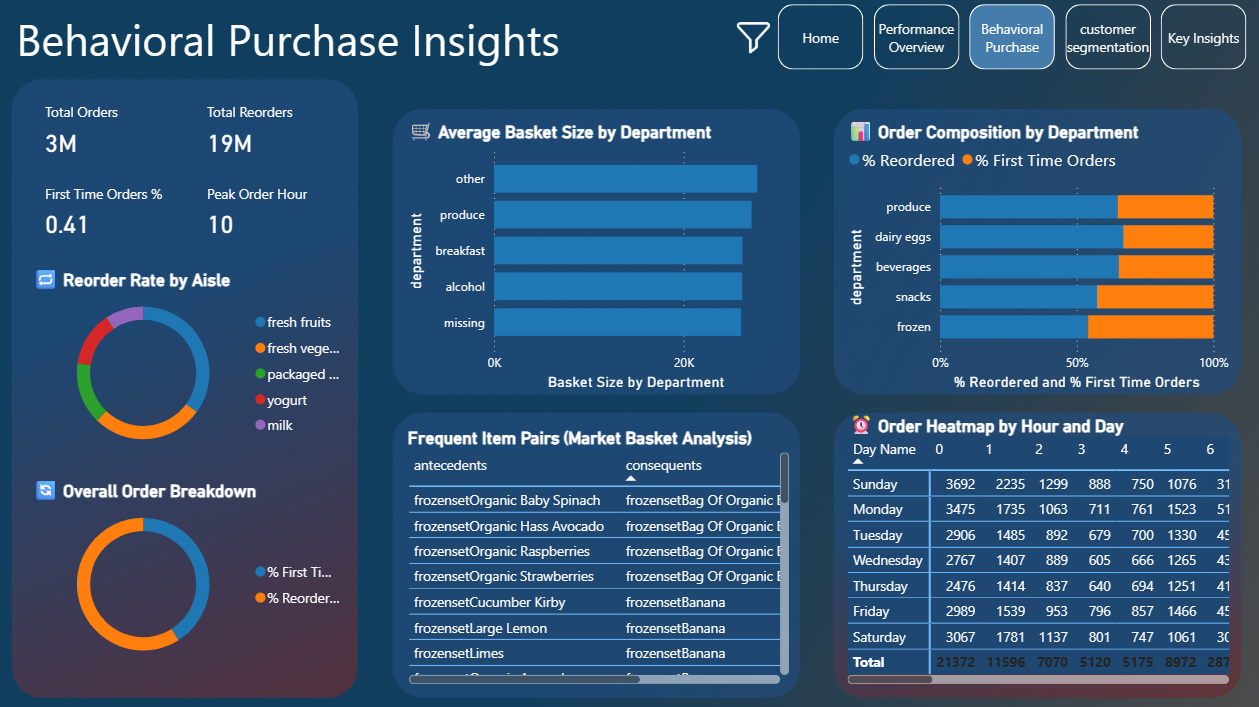 Behavioral Purchase Insights
Home
Performance Overview
Behavioral Purchase
customer segmentation
Key Insights
Total Orders
3M
Total Reorders
19M
First Time Orders %
0.41
Peak Order Hour
10
Reorder Rate by Aisle
fresh fruits
fresh vege...
packaged ...
yogurt
milk
Overall Order Breakdown
% First Ti...
% Reorder...
Average Basket Size by Department
department
other
produce
breakfast
alcohol
missing
0K 20K
Basket Size by Department
Order Composition by Department
% Reordered % First Time Orders
department
produce
dairy eggs
beverages
snacks
frozen
0% 50% 100%
% Reordered and % First Time Orders
Frequent Item Pairs (Market Basket Analysis)
antecedents consequents
frozensetOrganic Baby Spinach frozensetBag Of Organic
frozensetOrganic Hass Avocado frozensetBag Of Organic
frozensetOrganic Raspberries frozensetBag Of Organic
frozensetOrganic Strawberries frozensetBag Of Organic
frozensetCucumber Kirby frozensetBanana
frozensetLarge Lemon frozensetBanana
frozensetLimes frozensetBanana
Order Heatmap by Hour and Day
Day Name 0 1 2 3 4 5 6
Sunday 3692 2235 1299 888 750 1076 31
Monday 3475 1735 1063 711 761 1523 51
Tuesday 2906 1485 892 679 700 1330 45
Wednesday 2767 1407 889 605 666 1265 43
Thursday 2476 1414 837 640 694 1251 41
Friday 2989 1539 953 796 857 1466 45
Saturday 3067 1781 1137 801 747 1061 30
Total 21372 11596 7070 5120 5175 8972 287